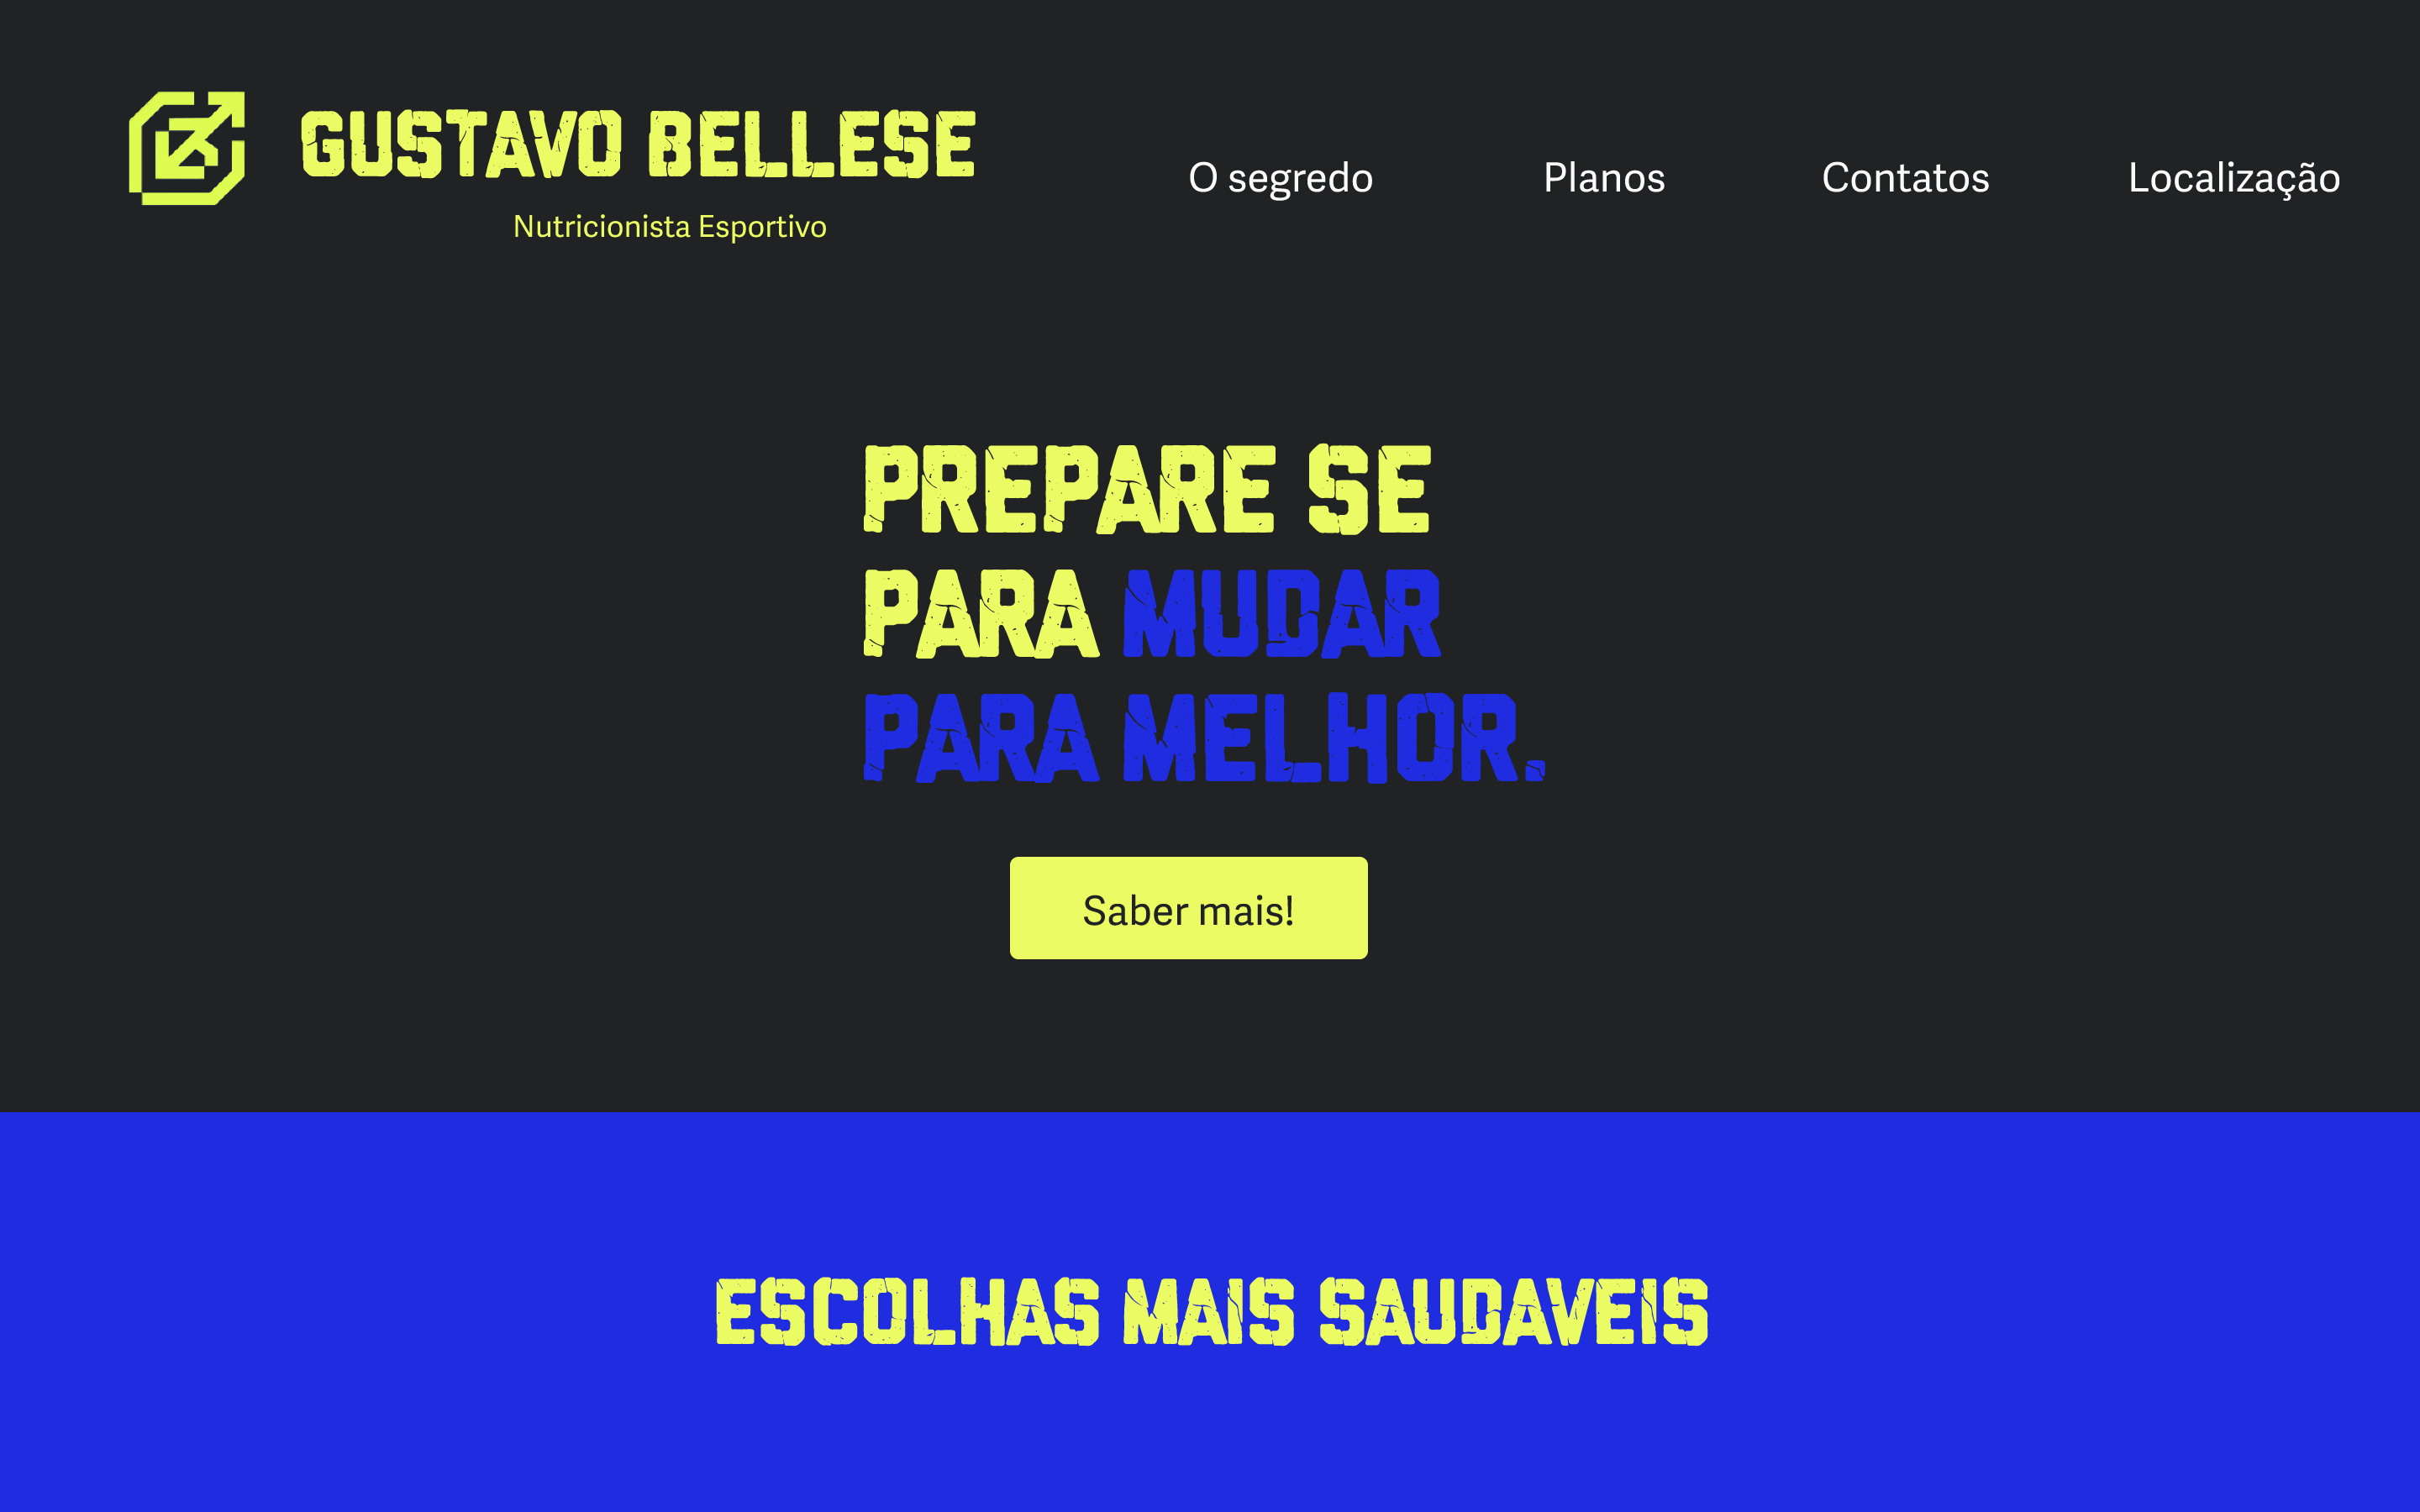 GUSTAVO BELLESE
Nutricionista Esportivo
O segredo
Planos
Contatos
Localização
PREPARE SE
PARA MUDAR
PARA MELHOR.
Saber mais!
ESCOLHAS MAIS SAUDAVEIS